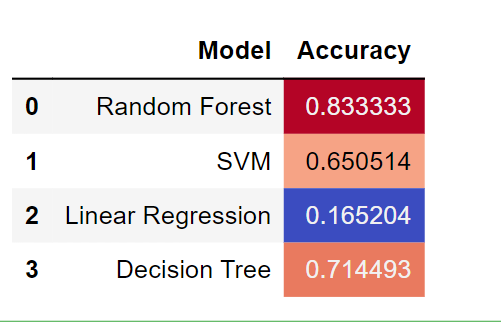 Model Accuracy
0 Random Forest 0.833333
1 SVM 0.650514
2 Linear Regression 0.165204
3 Decision Tree 0.714493